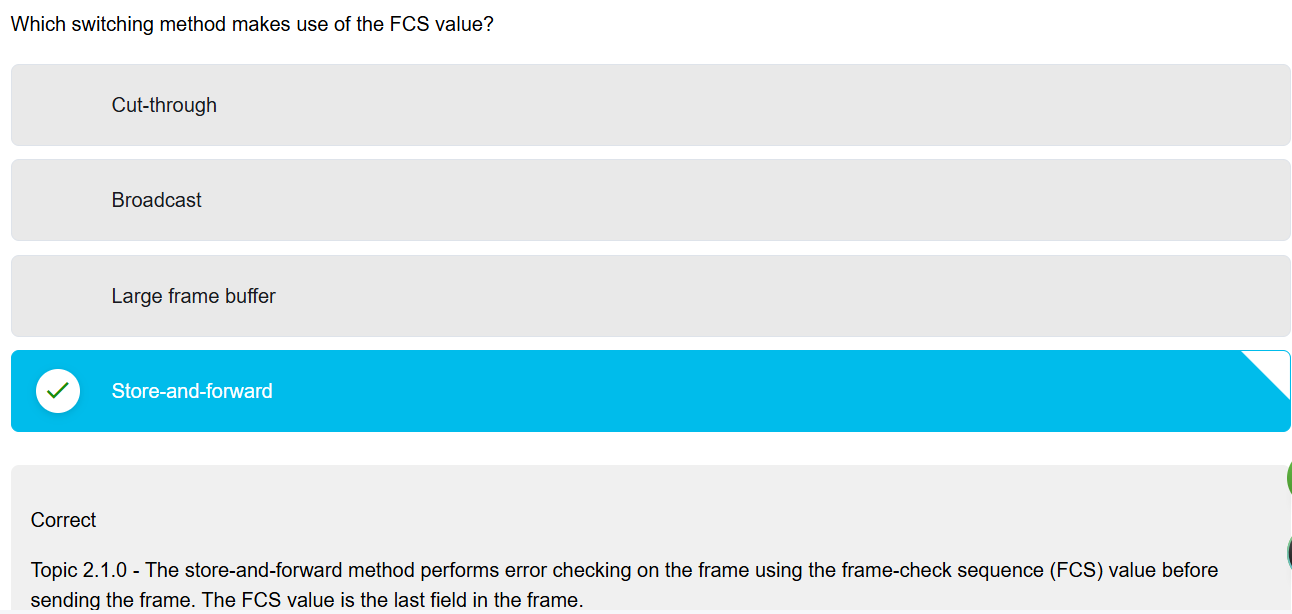 Which switching method makes use of the FCS value?
Cut-through
Broadcast
Large frame buffer
Store-and-forward
Correct
Topic 2.1.0 - The store-and-forward method performs error checking on the frame using the frame-check sequence (FCS) value before
sending the frame. The FCS value is the last field in the frame.